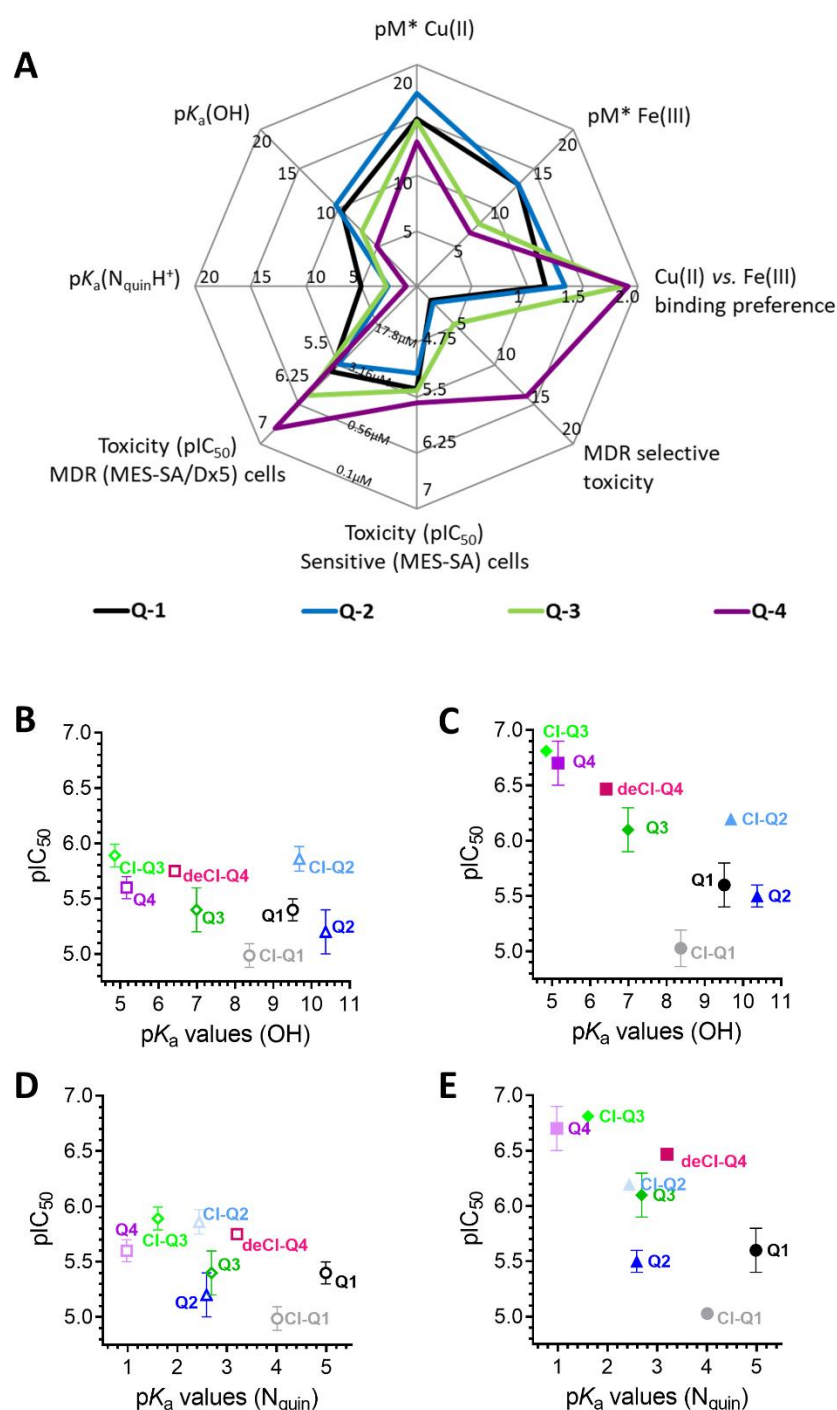 A
pM* Cu(II)
pKa(OH)
pM* Fe(III)
20
20
20
15
15
10
10
10
5
5
pKa(NquinH+)
20 15 10 5
1 1.5 2.0
Cu(II) vs. Fe(III)
binding preference
5.5
6.25
7
17.8µM
3.16µM
0.56µM
0.1µM
4.75
5.5
6.25
7
5
10
15
20
Toxicity (pIC50)
MDR (MES-SA/Dx5) cells
MDR selective
toxicity
Toxicity (pIC50)
Sensitive (MES-SA) cells
Q-1 Q-2 Q-3 Q-4
B
7.0
6.5
6.0
5.5
5.0
pIC50
Cl-Q3
Q4
deCl-Q4
Q3
Q1
Cl-Q1
Cl-Q2
Q2
5 6 7 8 9 10 11
pKa values (OH)
C
7.0
6.5
6.0
5.5
5.0
pIC50
Cl-Q3
Q4
deCl-Q4
Q3
Cl-Q2
Q1
Q2
Cl-Q1
5 6 7 8 9 10 11
pKa values (OH)
D
7.0
6.5
6.0
5.5
5.0
pIC50
Q4
Cl-Q3
Cl-Q2
deCl-Q4
Q3
Q2
Q1
Cl-Q1
1 2 3 4 5
pKa values (Nquin)
E
7.0
6.5
6.0
5.5
5.0
pIC50
Cl-Q3
Q4
deCl-Q4
Cl-Q2
Q3
Q2
Q1
Cl-Q1
1 2 3 4 5
pKa values (Nquin)